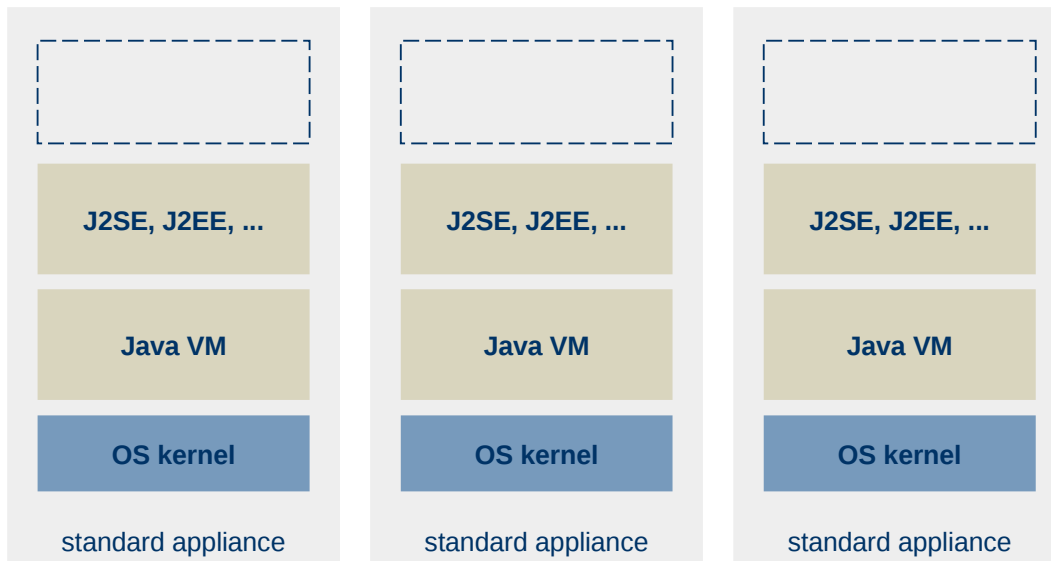 J2SE, J2EE, ...
Java VM
OS kernel
standard appliance
J2SE, J2EE, ...
Java VM
OS kernel
standard appliance
J2SE, J2EE, ...
Java VM
OS kernel
standard appliance